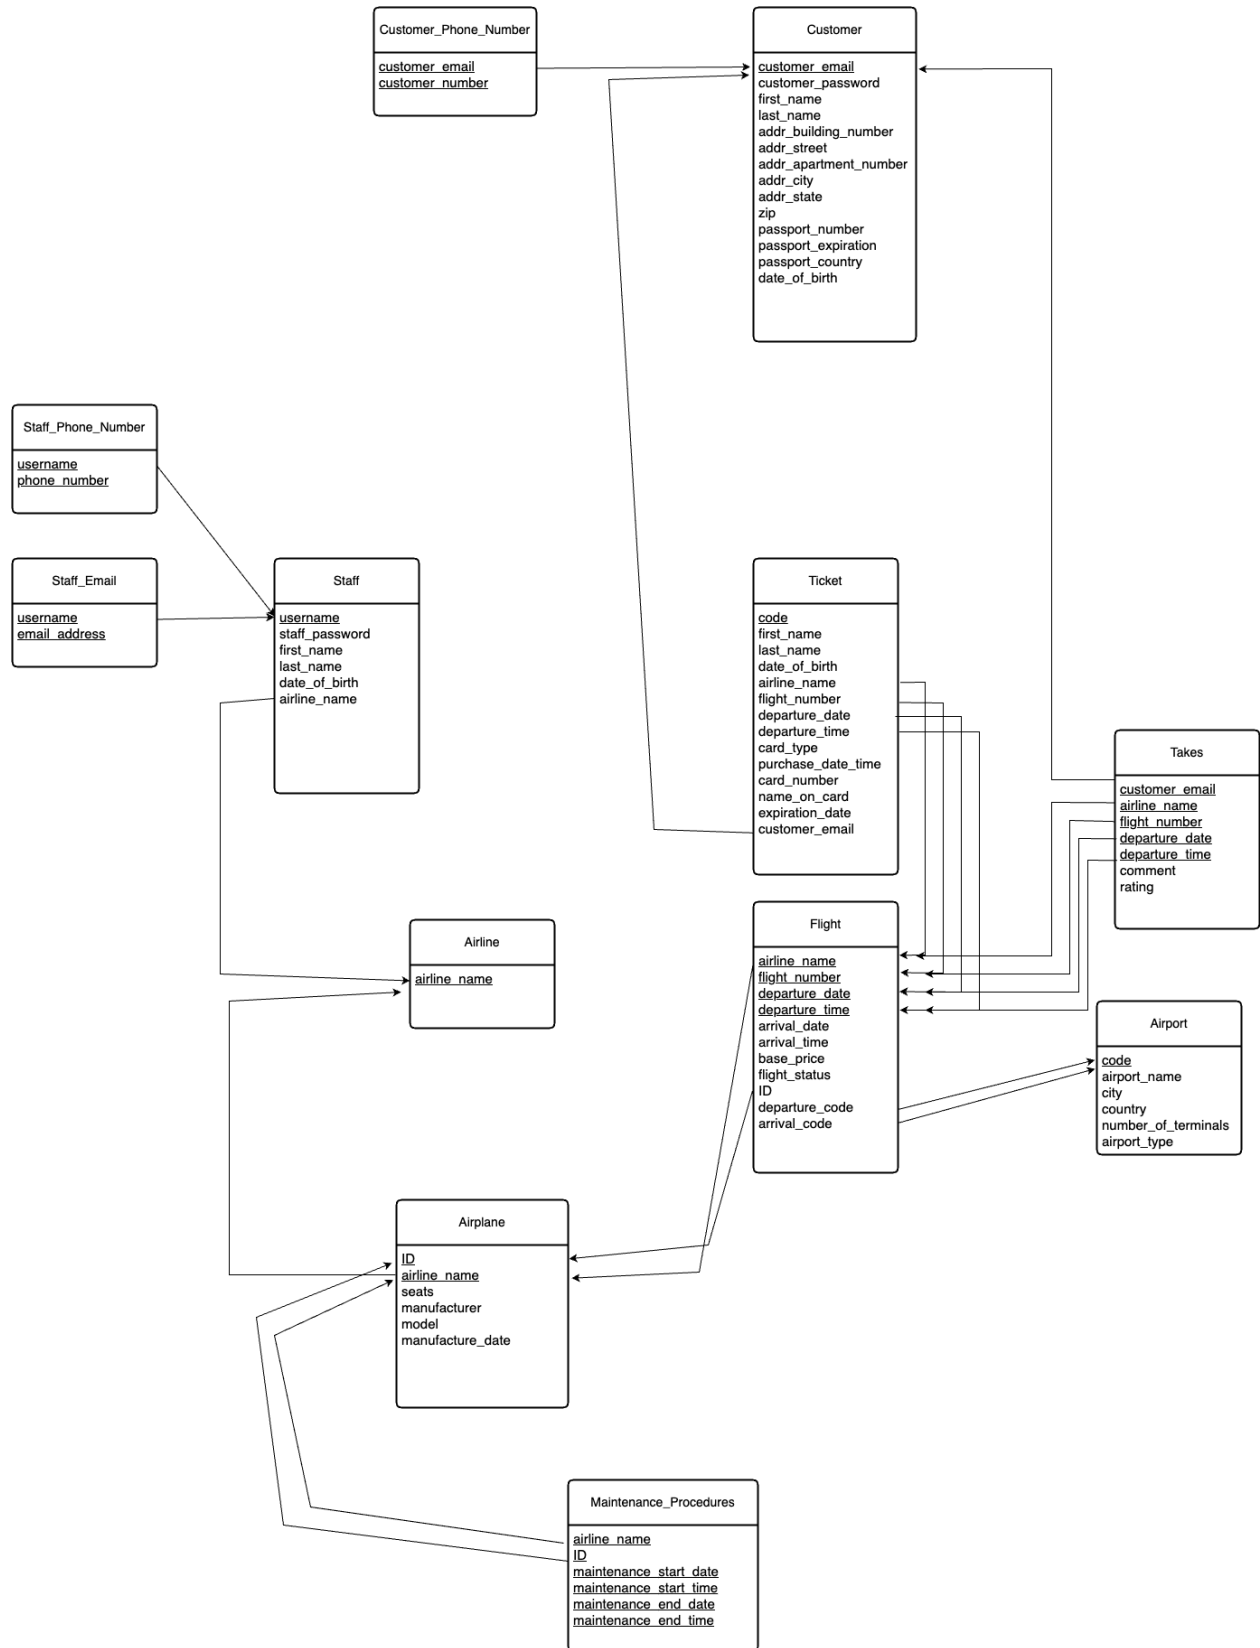 Customer_Phone_Number
customer_email
customer_number
Customer
customer_email
customer_password
first_name
last_name
addr_building_number
addr_street
addr_apartment_number
addr_city
addr_state
zip
passport_number
passport_expiration
passport_country
date_of_birth
Staff_Phone_Number
username
phone_number
Staff_Email
username
email_address
Staff
username
staff_password
first_name
last_name
date_of_birth
airline_name
Ticket
code
first_name
last_name
date_of_birth
airline_name
flight_number
departure_date
departure_time
card_type
purchase_date_time
card_number
name_on_card
expiration_date
customer_email
Takes
customer_email
airline_name
flight_number
departure_date
departure_time
comment
rating
Airline
airline_name
Flight
airline_name
flight_number
departure_date
departure_time
arrival_date
arrival_time
base_price
flight_status
ID
departure_code
arrival_code
Airport
code
airport_name
city
country
number_of_terminals
airport_type
Airplane
ID
airline_name
seats
manufacturer
model
manufacture_date
Maintenance_Procedures
airline_name
ID
maintenance_start_date
maintenance_start_time
maintenance_end_date
maintenance_end_time